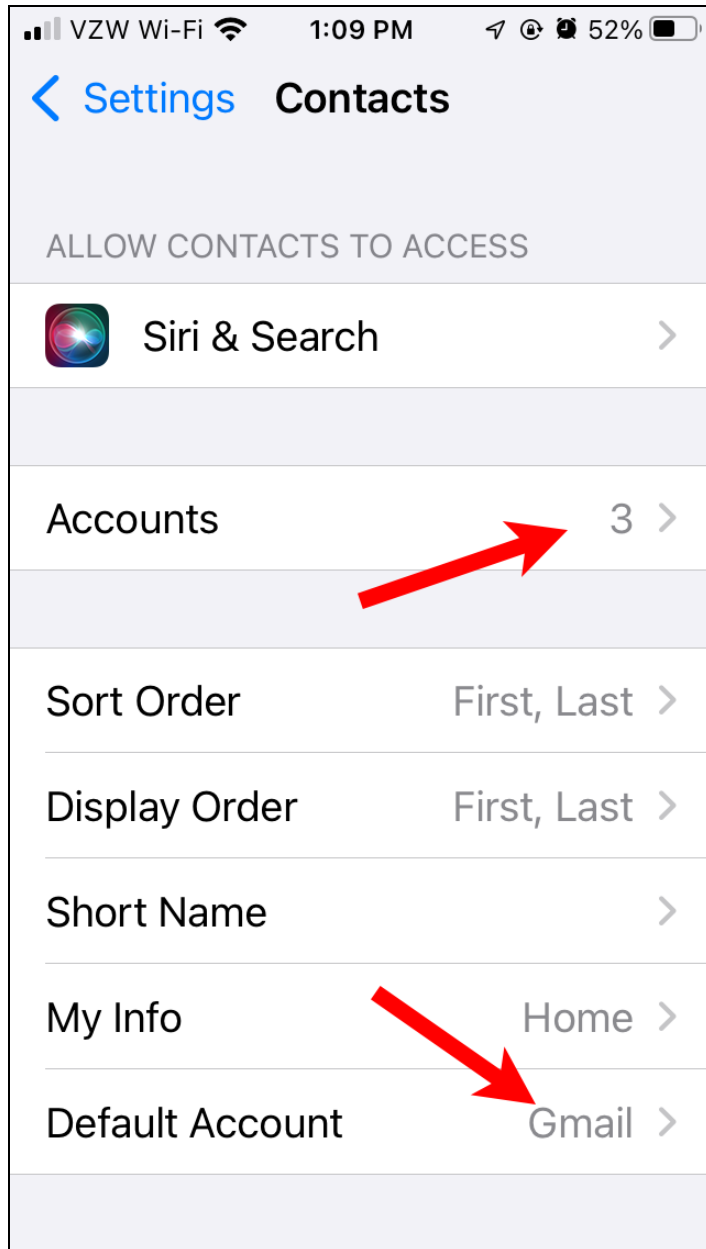 VZW Wi-Fi 1:09 PM 52%
Settings Contacts
ALLOW CONTACTS TO ACCESS
Siri & Search
Accounts 3
Sort Order First, Last
Display Order First, Last
Short Name
My Info Home
Default Account Gmail